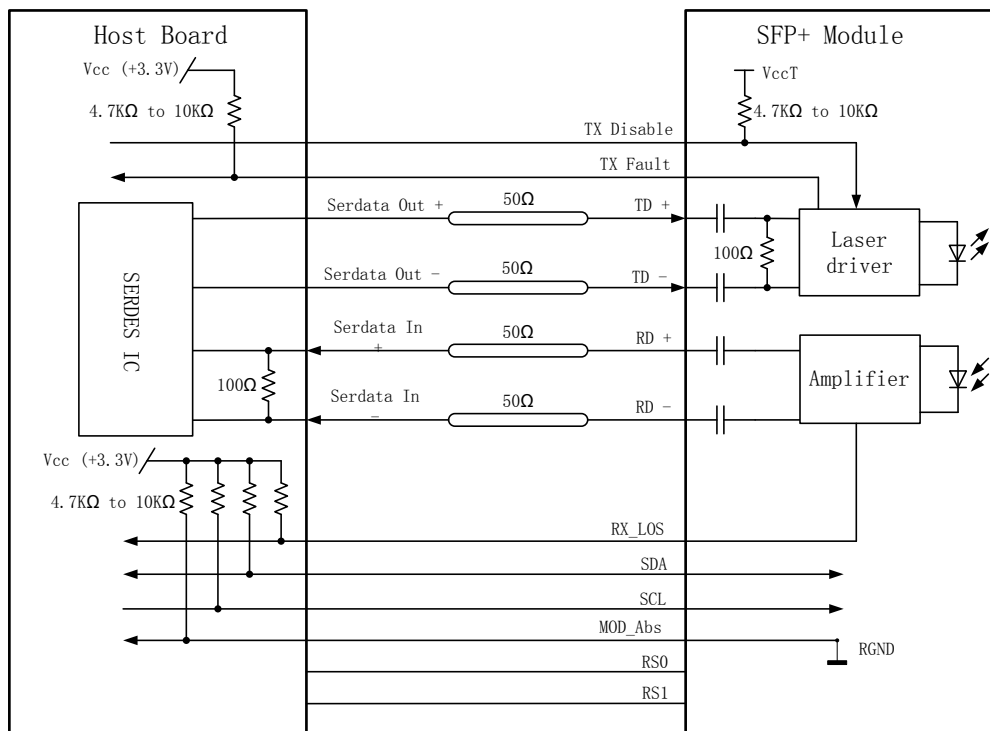 Host Board
SFP+ Module
Vcc (+3.3V)
VccT
4.7KΩ to 10KΩ
4.7KΩ to 10KΩ
TX Disable
TX Fault
Serdata Out +
50Ω
TD +
Laser
driver
100Ω
Serdata Out -
50Ω
TD -
SERDES IC
Serdata In
+
50Ω
RD +
100Ω
Amplifier
Serdata In
-
50Ω
RD -
Vcc (+3.3V)
4.7KΩ to 10KΩ
RX_LOS
SDA
SCL
MOD_Abs
RGND
RS0
RS1